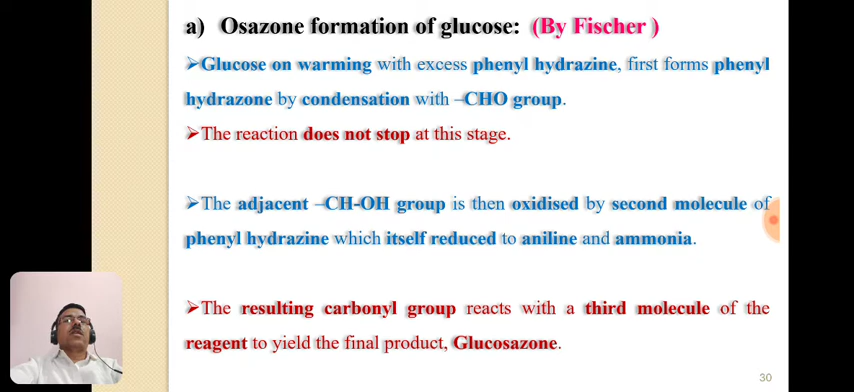 a) Osazone formation of glucose: (By Fischer )
➢Glucose on warming with excess phenyl hydrazine, first forms phenyl
hydrazone by condensation with –CHO group.
➢The reaction does not stop at this stage.
➢The adjacent –CH-OH group is then oxidised by second molecule of
phenyl hydrazine which itself reduced to aniline and ammonia.
➢The resulting carbonyl group reacts with a third molecule of the
reagent to yield the final product, Glucosazone.
30